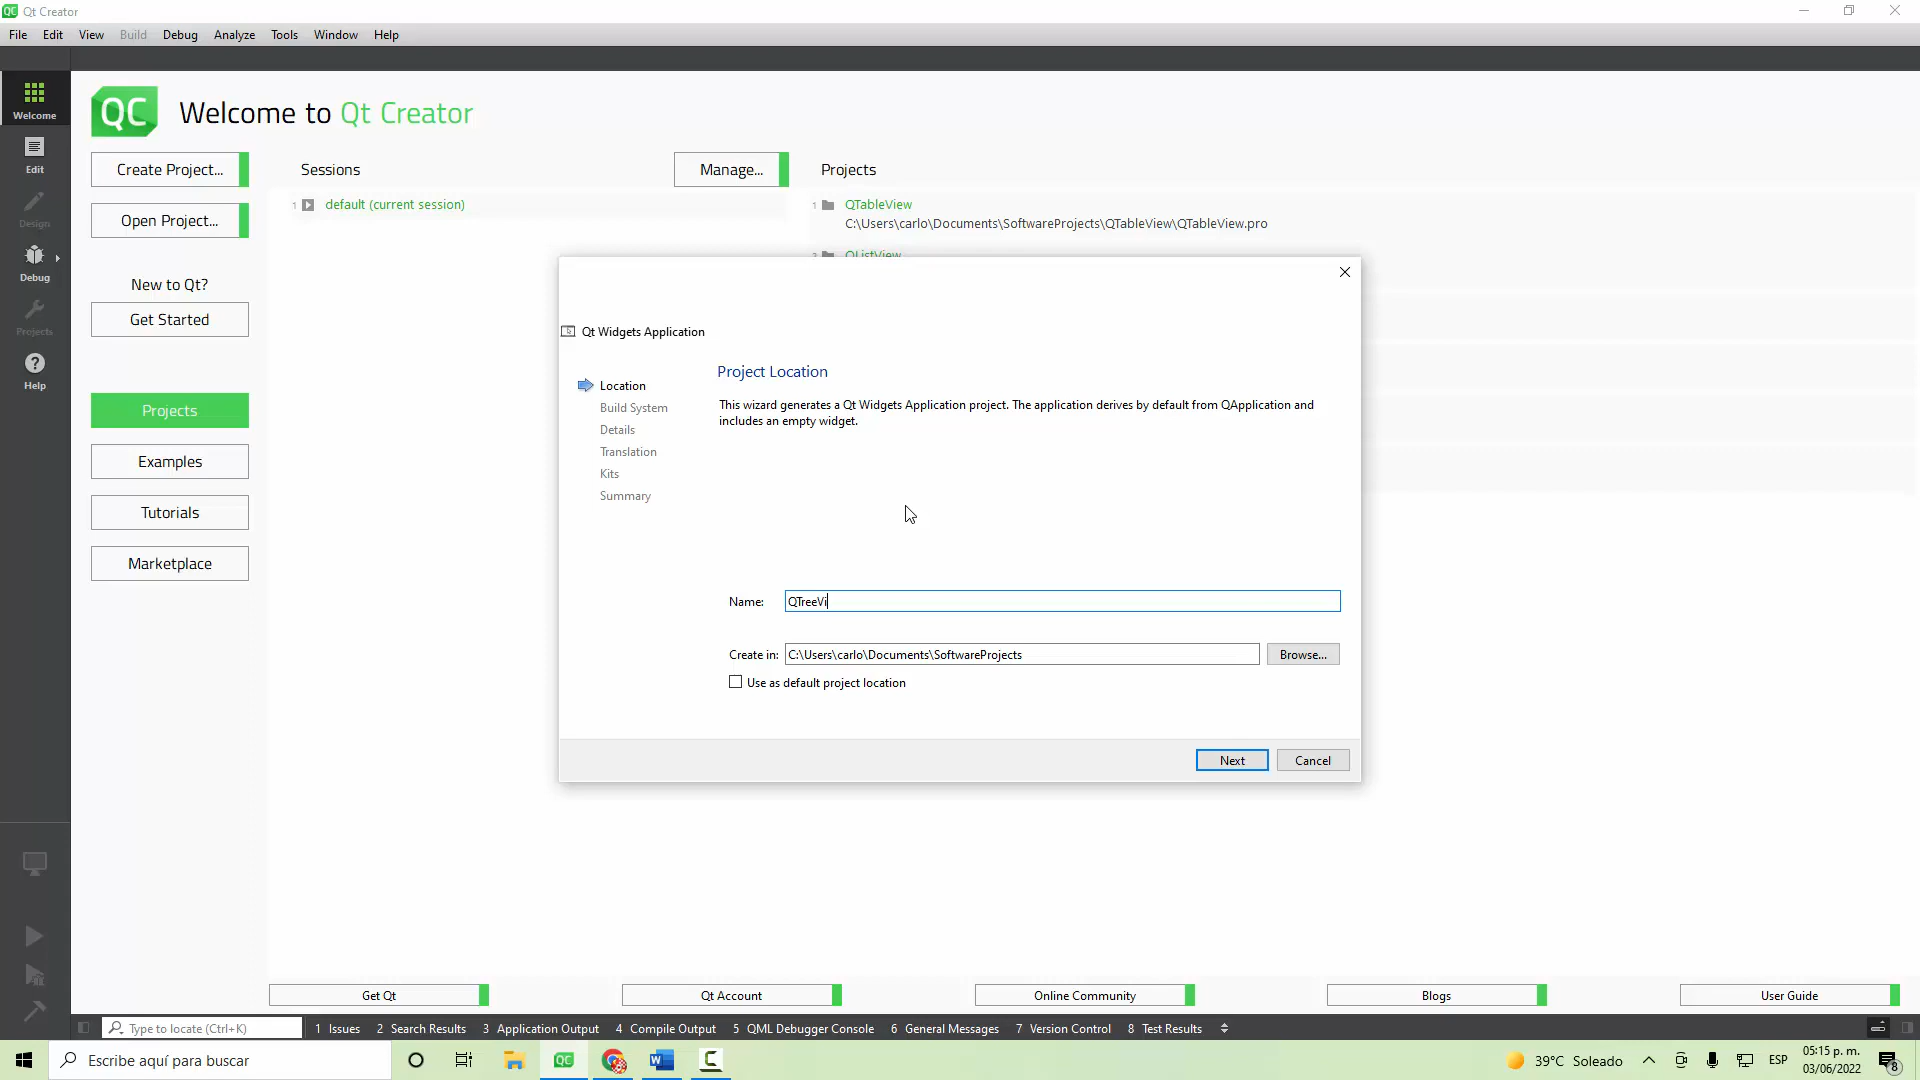 QC Qt Creator
File Edit View Build Debug Analyze Tools Window Help
Welcome
Edit
Design
Debug
Projects
Help
QC Welcome to Qt Creator
Create Project...
Open Project...
New to Qt?
Get Started
Projects
Examples
Tutorials
Marketplace
Sessions
Manage...
1 default (current session)
Projects
1 QTableView
C:\Users\carlo\Documents\SoftwareProjects\QTableView\QTableView.pro
2 QListView
Qt Widgets Application
Location
Build System
Details
Translation
Kits
Summary
Project Location
This wizard generates a Qt Widgets Application project. The application derives by default from QApplication and
includes an empty widget.
Name: QTreeVi
Create in: C:\Users\carlo\Documents\SoftwareProjects Browse...
Use as default project location
Next Cancel
Get Qt Qt Account Online Community Blogs User Guide
Type to locate (Ctrl+K) 1 Issues 2 Search Results 3 Application Output 4 Compile Output 5 QML Debugger Console 6 General Messages 7 Version Control 8 Test Results
Escribe aquí para buscar QC W 39°C Soleado ESP 05:15 p. m.
03/06/2022 8